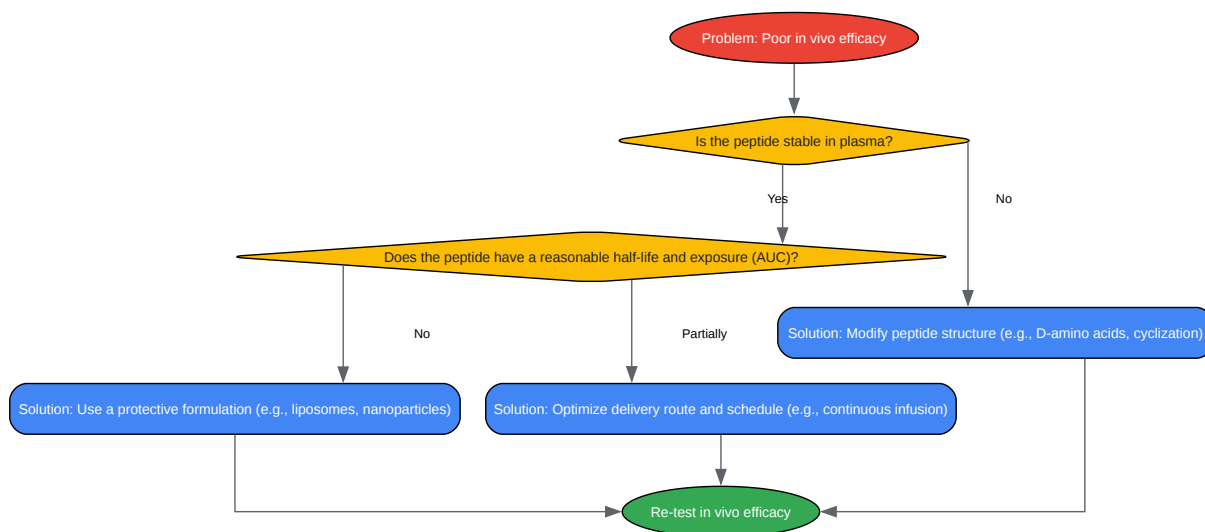 Problem: Poor in vivo efficacy
Is the peptide stable in plasma?
Yes
No
Does the peptide have a reasonable half-life and exposure (AUC)?
No
Partially
Solution: Modify peptide structure (e.g., D-amino acids, cyclization)
Solution: Use a protective formulation (e.g., liposomes, nanoparticles)
Solution: Optimize delivery route and schedule (e.g., continuous infusion)
Re-test in vivo efficacy